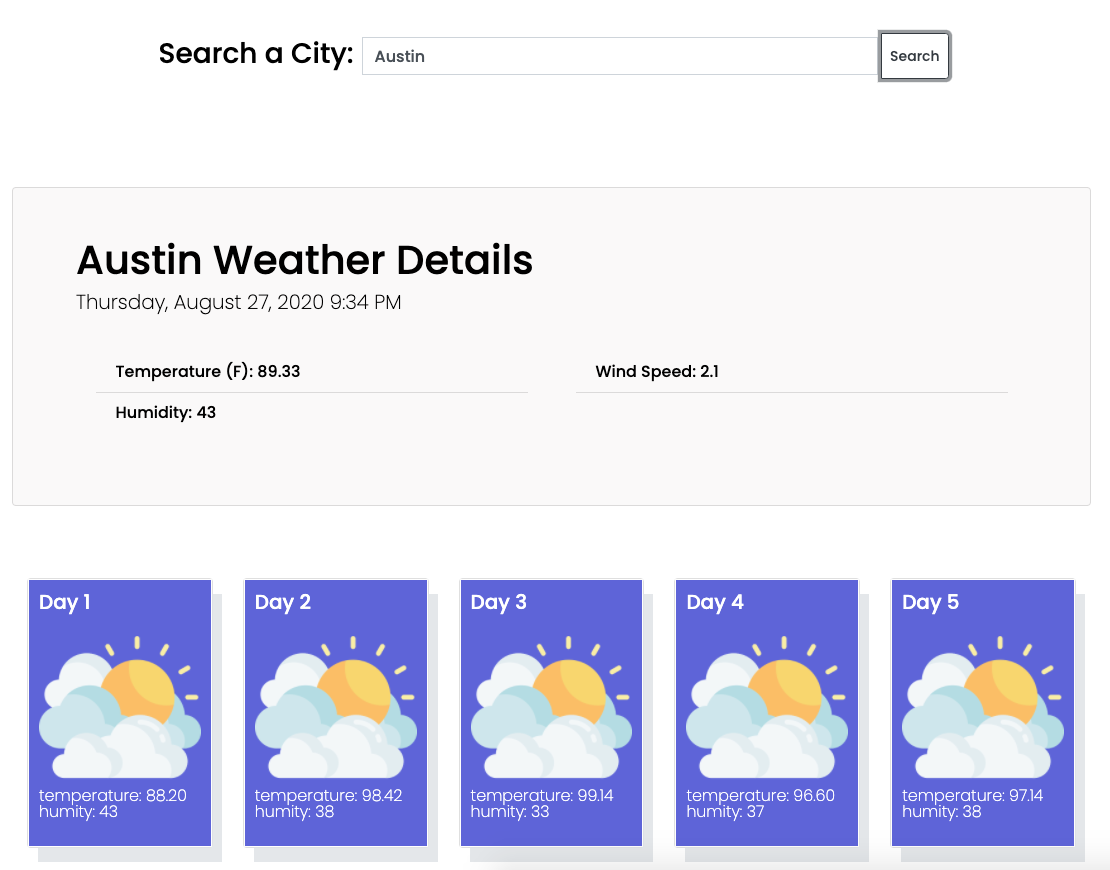 Search a City: Austin Search
Austin Weather Details
Thursday, August 27, 2020 9:34 PM
Temperature (F): 89.33
Wind Speed: 2.1
Humidity: 43
Day 1
temperature: 88.20
humity: 43
Day 2
temperature: 98.42
humity: 38
Day 3
temperature: 99.14
humity: 33
Day 4
temperature: 96.60
humity: 37
Day 5
temperature: 97.14
humity: 38